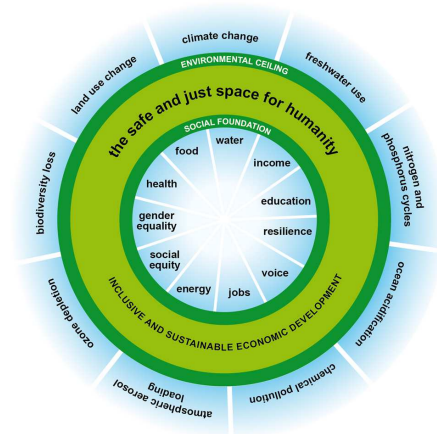 climate change
freshwater use
nitrogen and
phosphorus cycles
ocean acidification
chemical pollution
atmospheric aerosol
loading
ozone depletion
biodiversity loss
land use change
ENVIRONMENTAL CEILING
the safe and just space for humanity
SOCIAL FOUNDATION
water
income
education
resilience
voice
jobs
energy
social
equity
gender
equality
health
food
INCLUSIVE AND SUSTAINABLE ECONOMIC DEVELOPMENT